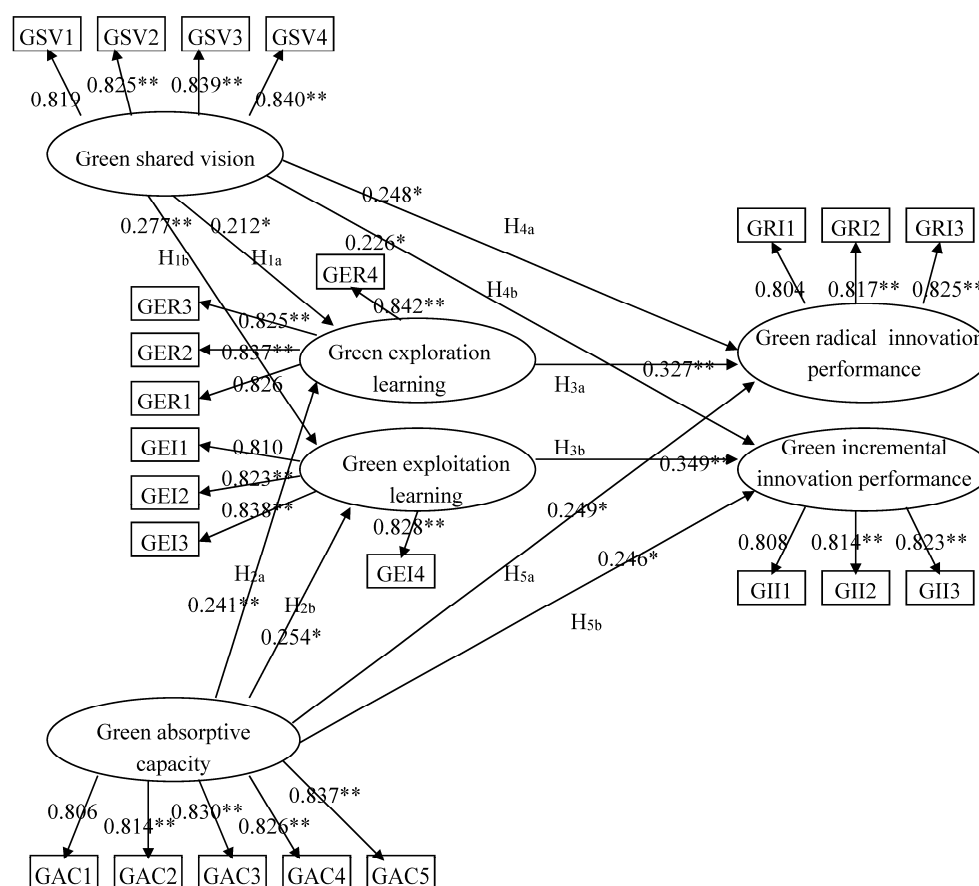 GSV1 GSV2 GSV3 GSV4
0.819 0.825** 0.839** 0.840**
Green shared vision
0.277** 0.212* 0.248*
H1b H1a 0.226* H4a
GRI1 GRI2 GRI3
GER4 H4b
0.804 0.817** 0.825**
GER3 0.825** 0.842**
GER2 0.837** Green exploration
learning
GER1 0.826
0.327** H3a
Green radical innovation
performance
GEI1 0.810
GEI2 0.823** Green exploitation
learning
GEI3 0.838**
H3b 0.349**
Green incremental
innovation performance
0.828** 0.249*
GEI4
0.808 0.814** 0.823**
GII1 GII2 GII3
H2a H2b H5a 0.246*
0.241** 0.254* H5b
Green absorptive
capacity
0.806 0.814** 0.830** 0.826** 0.837**
GAC1 GAC2 GAC3 GAC4 GAC5